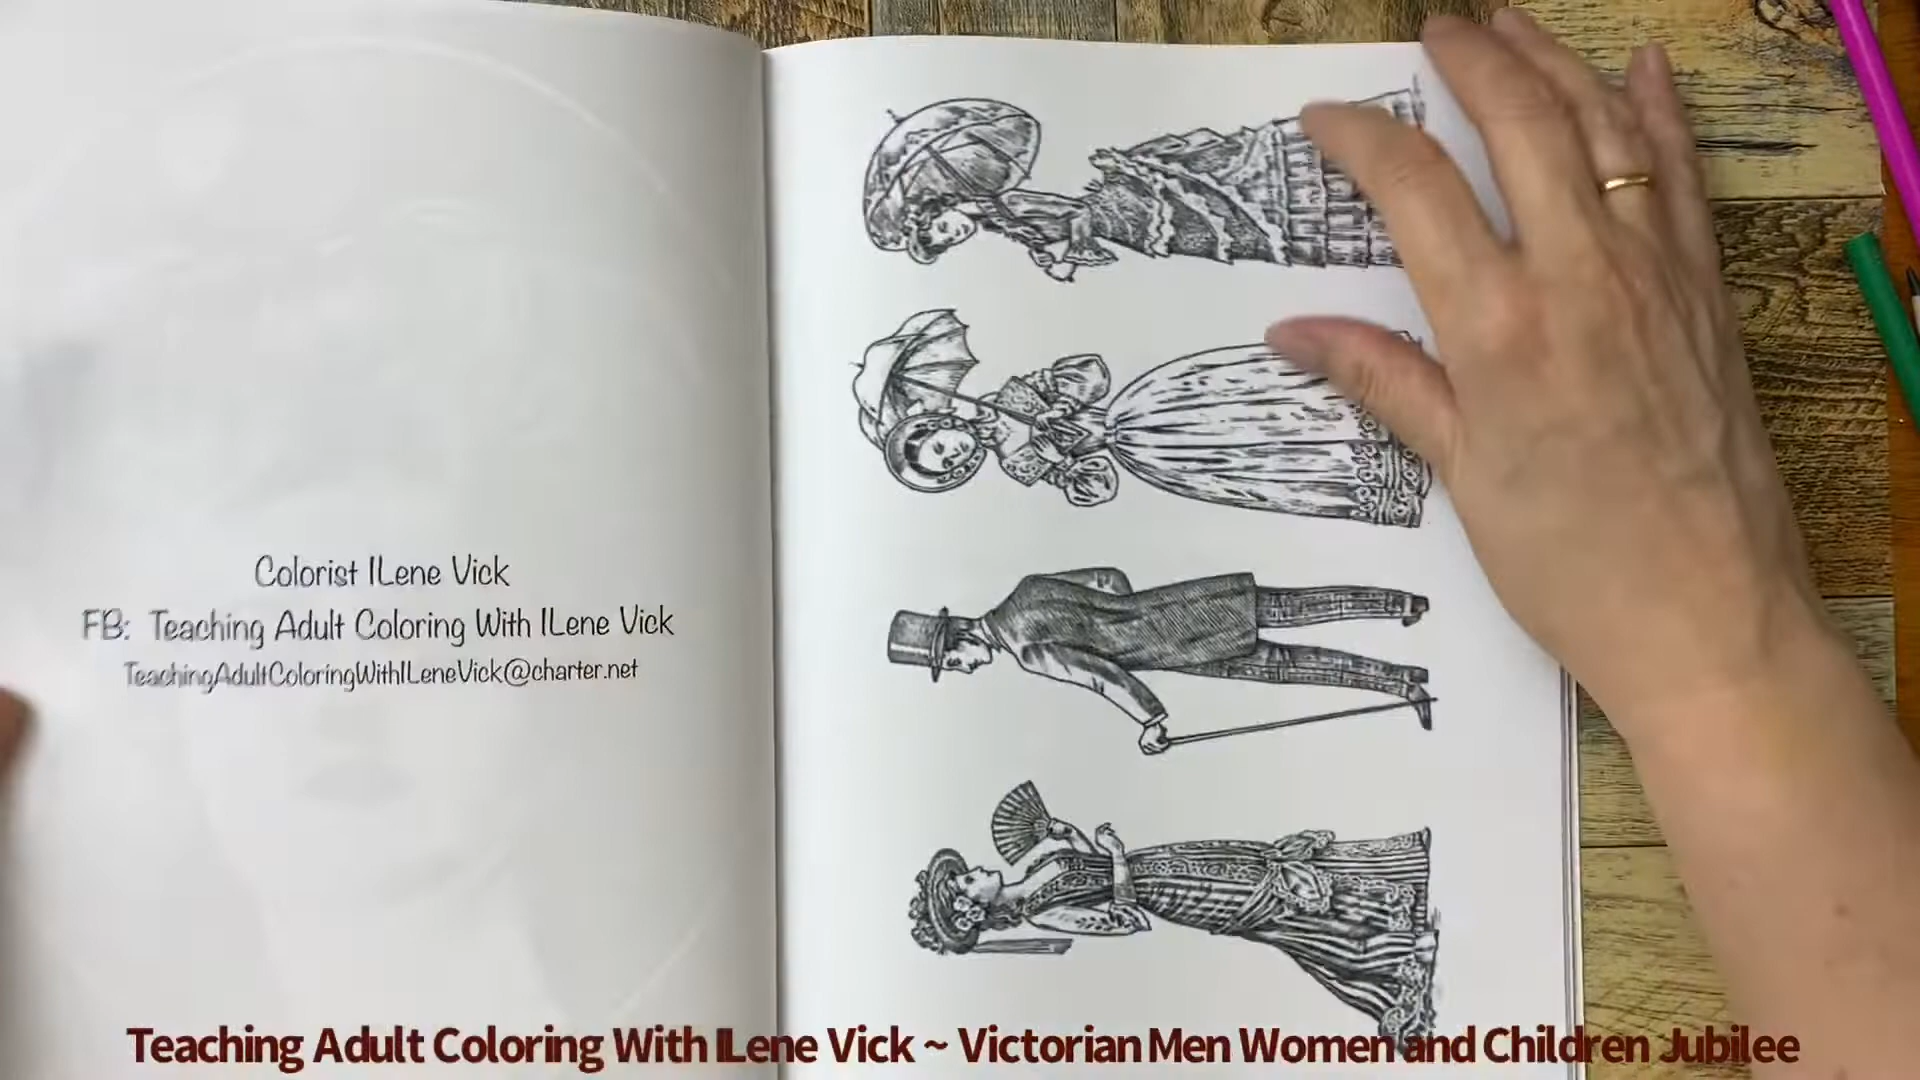 Colorist ILene Vick
FB: Teaching Adult Coloring With ILene Vick
TeachingAdultColoringWithILeneVick@charter.net
Teaching Adult Coloring With ILene Vick ~ Victorian Men Women and Children Jubilee